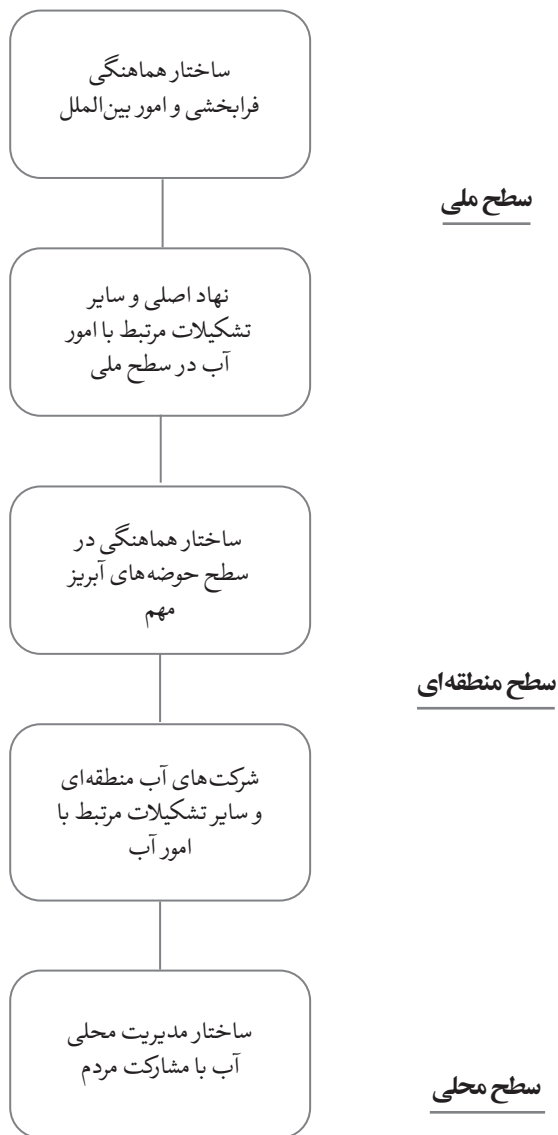 ساختار هماهنگی
فرابخشی و امور بین‌الملل
سطح ملی
نهاد اصلی و سایر
تشکیلات مرتبط با امور
آب در سطح ملی
ساختار هماهنگی در
سطح حوضه‌های آبریز
مهم
سطح منطقه‌ای
شرکت‌های آب منطقه‌ای
و سایر تشکیلات مرتبط با
امور آب
ساختار مدیریت محلی
آب با مشارکت مردم
سطح محلی